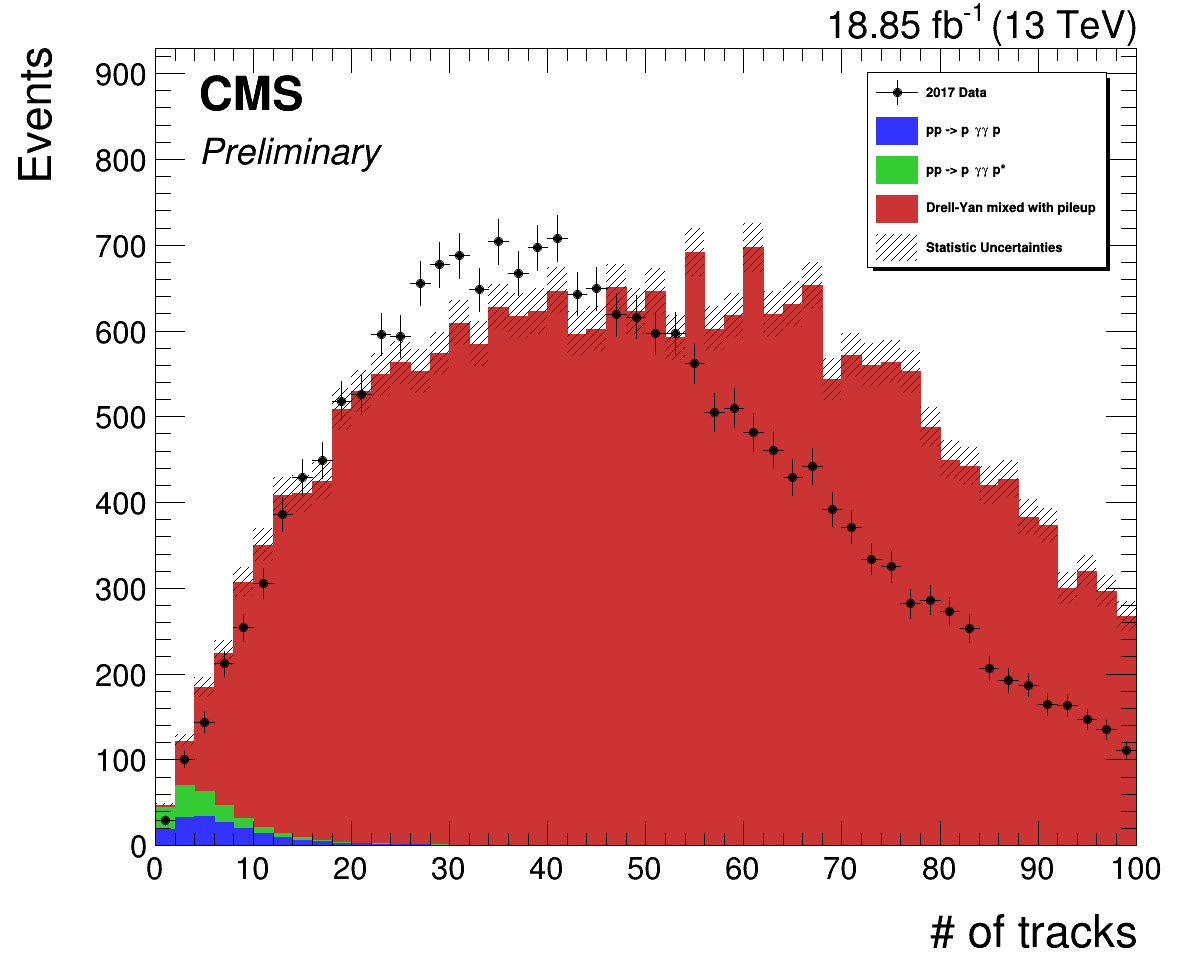 18.85 fb⁻¹ (13 TeV)
Events
CMS
Preliminary
2017 Data
pp -> p γγ p
pp -> p γγ p*
Drell-Yan mixed with pileup
Statistic Uncertainties
900
800
700
600
500
400
300
200
100
0
0 10 20 30 40 50 60 70 80 90 100
# of tracks